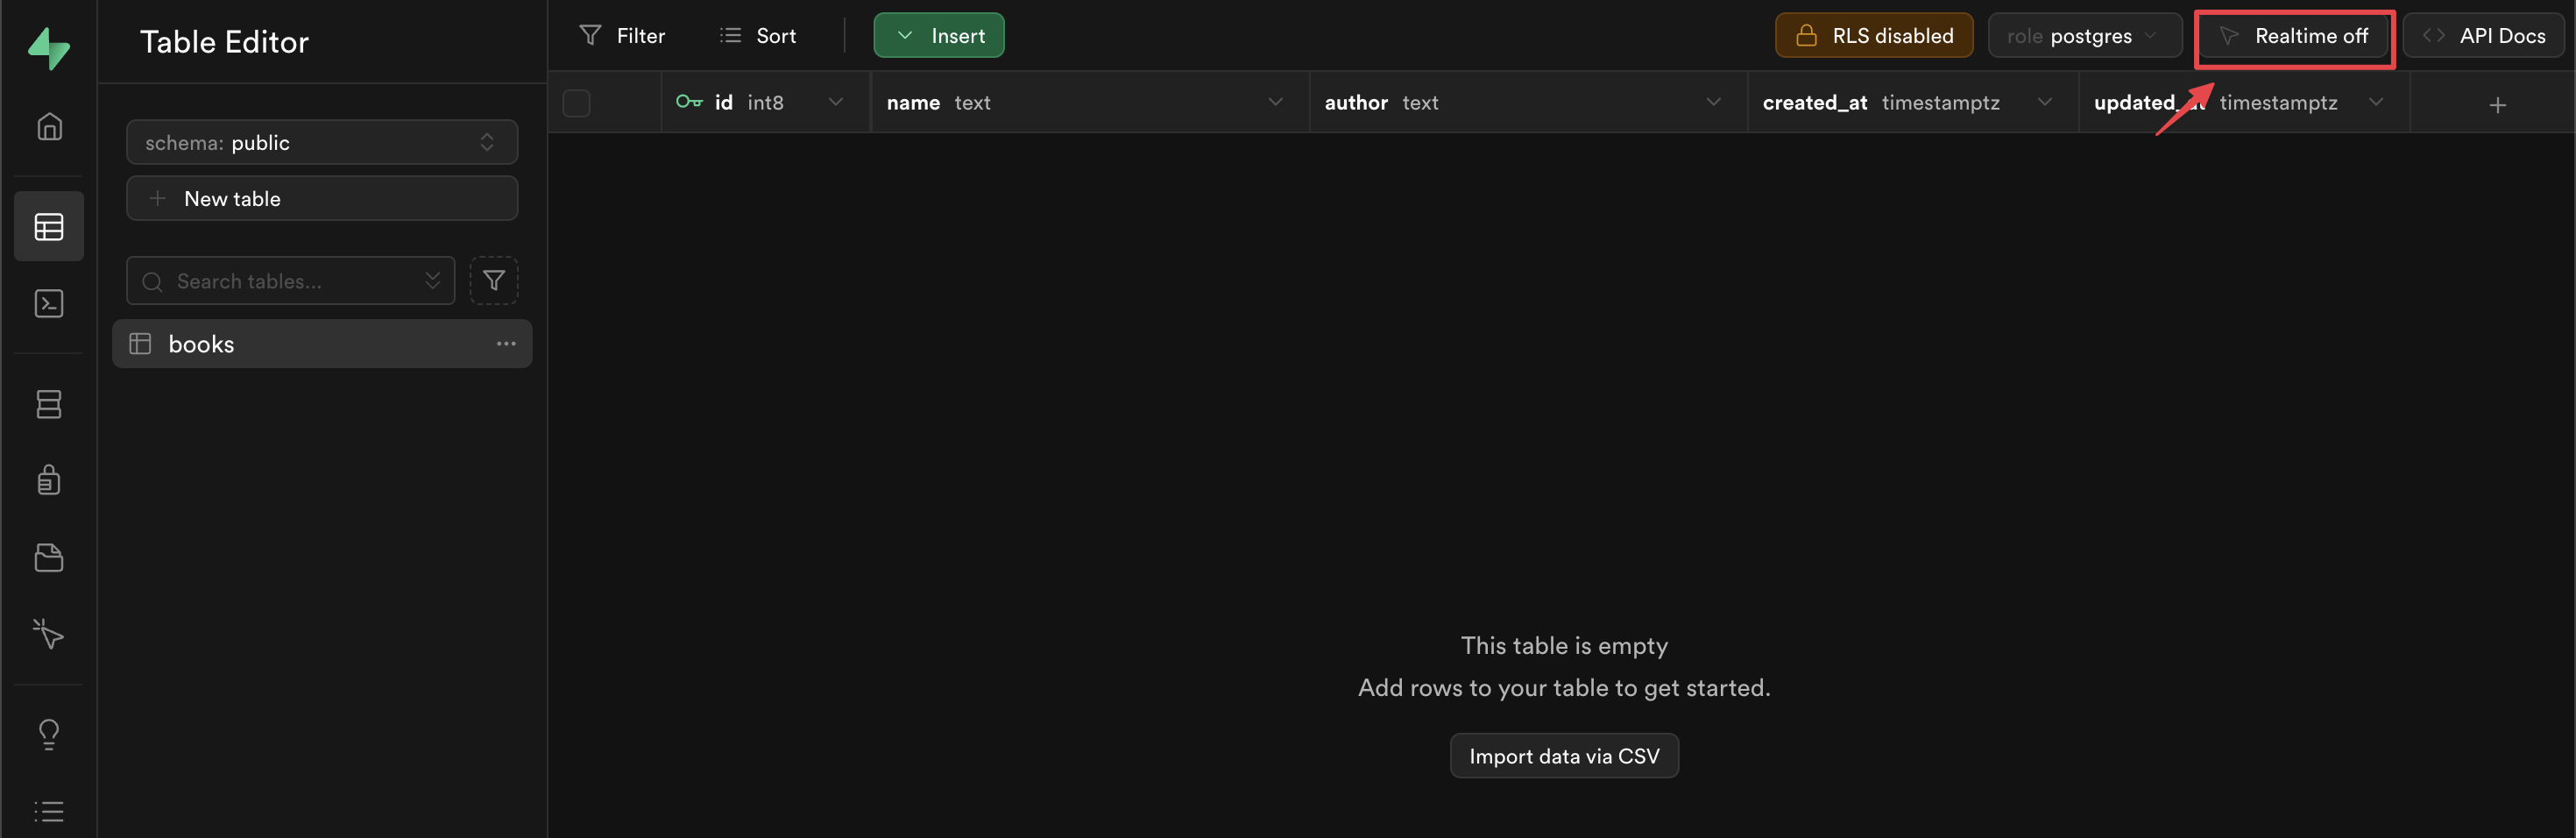 Table Editor
Filter
Sort
Insert
RLS disabled
role postgres
Realtime off
API Docs
schema: public
New table
Search tables...
books
id int8
name text
author text
created_at timestamptz
updated_at timestamptz
This table is empty
Add rows to your table to get started.
Import data via CSV